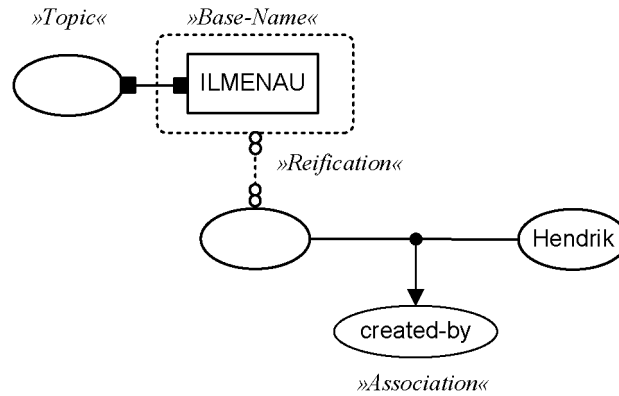 »Topic«
»Base-Name«
ILMENAU
»Reification«
Hendrik
created-by
»Association«